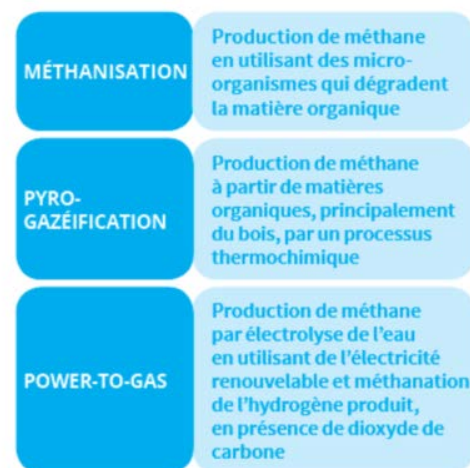 MÉTHANISATION
Production de méthane
en utilisant des micro-
organismes qui dégradent
la matière organique
PYRO-
GAZÉIFICATION
Production de méthane
à partir de matières
organiques, principalement
du bois, par un processus
thermochimique
POWER-TO-GAS
Production de méthane
par électrolyse de l’eau
en utilisant de l’électricité
renouvelable et méthanation
de l’hydrogène produit,
en présence de dioxyde de
carbone